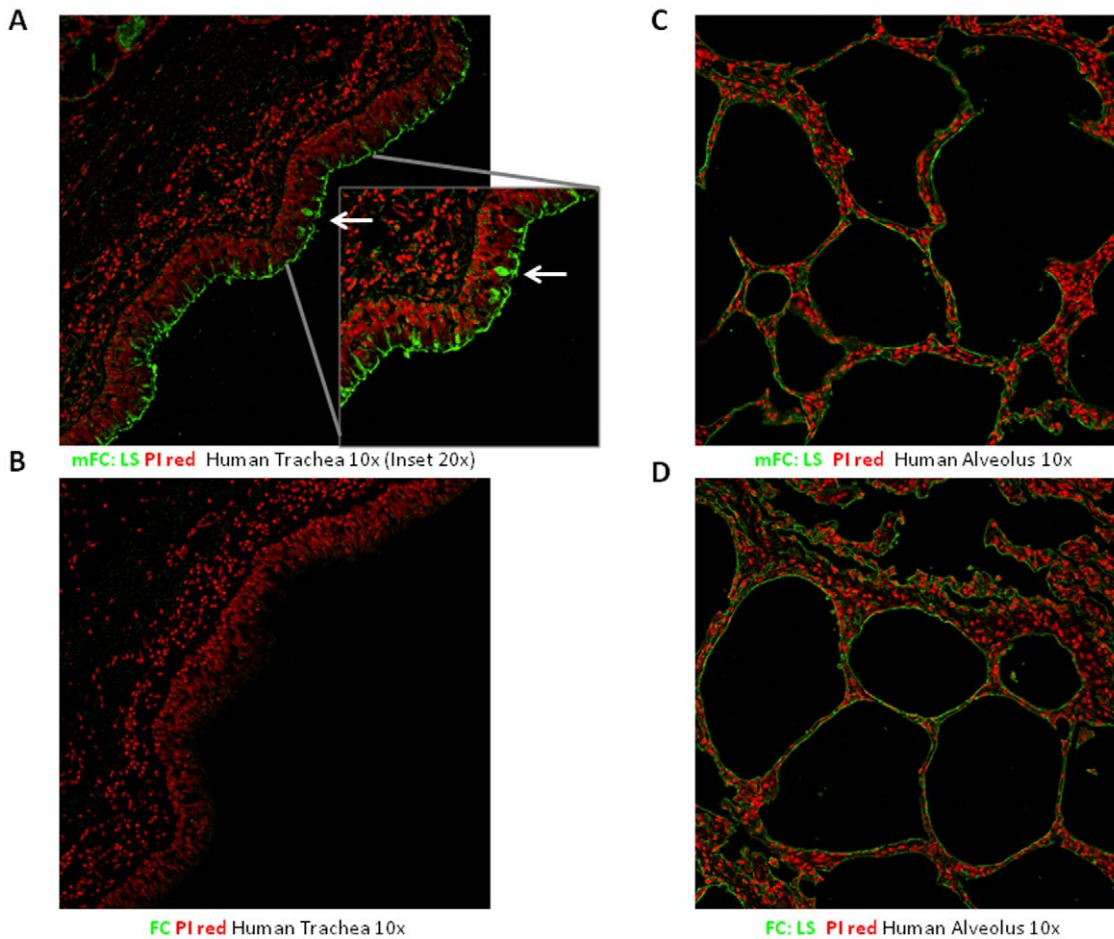 A
C
mFC: LS PI red Human Trachea 10x (Inset 20x)
mFC: LS PI red Human Alveolus 10x
B
D
FC PI red Human Trachea 10x
FC: LS PI red Human Alveolus 10x